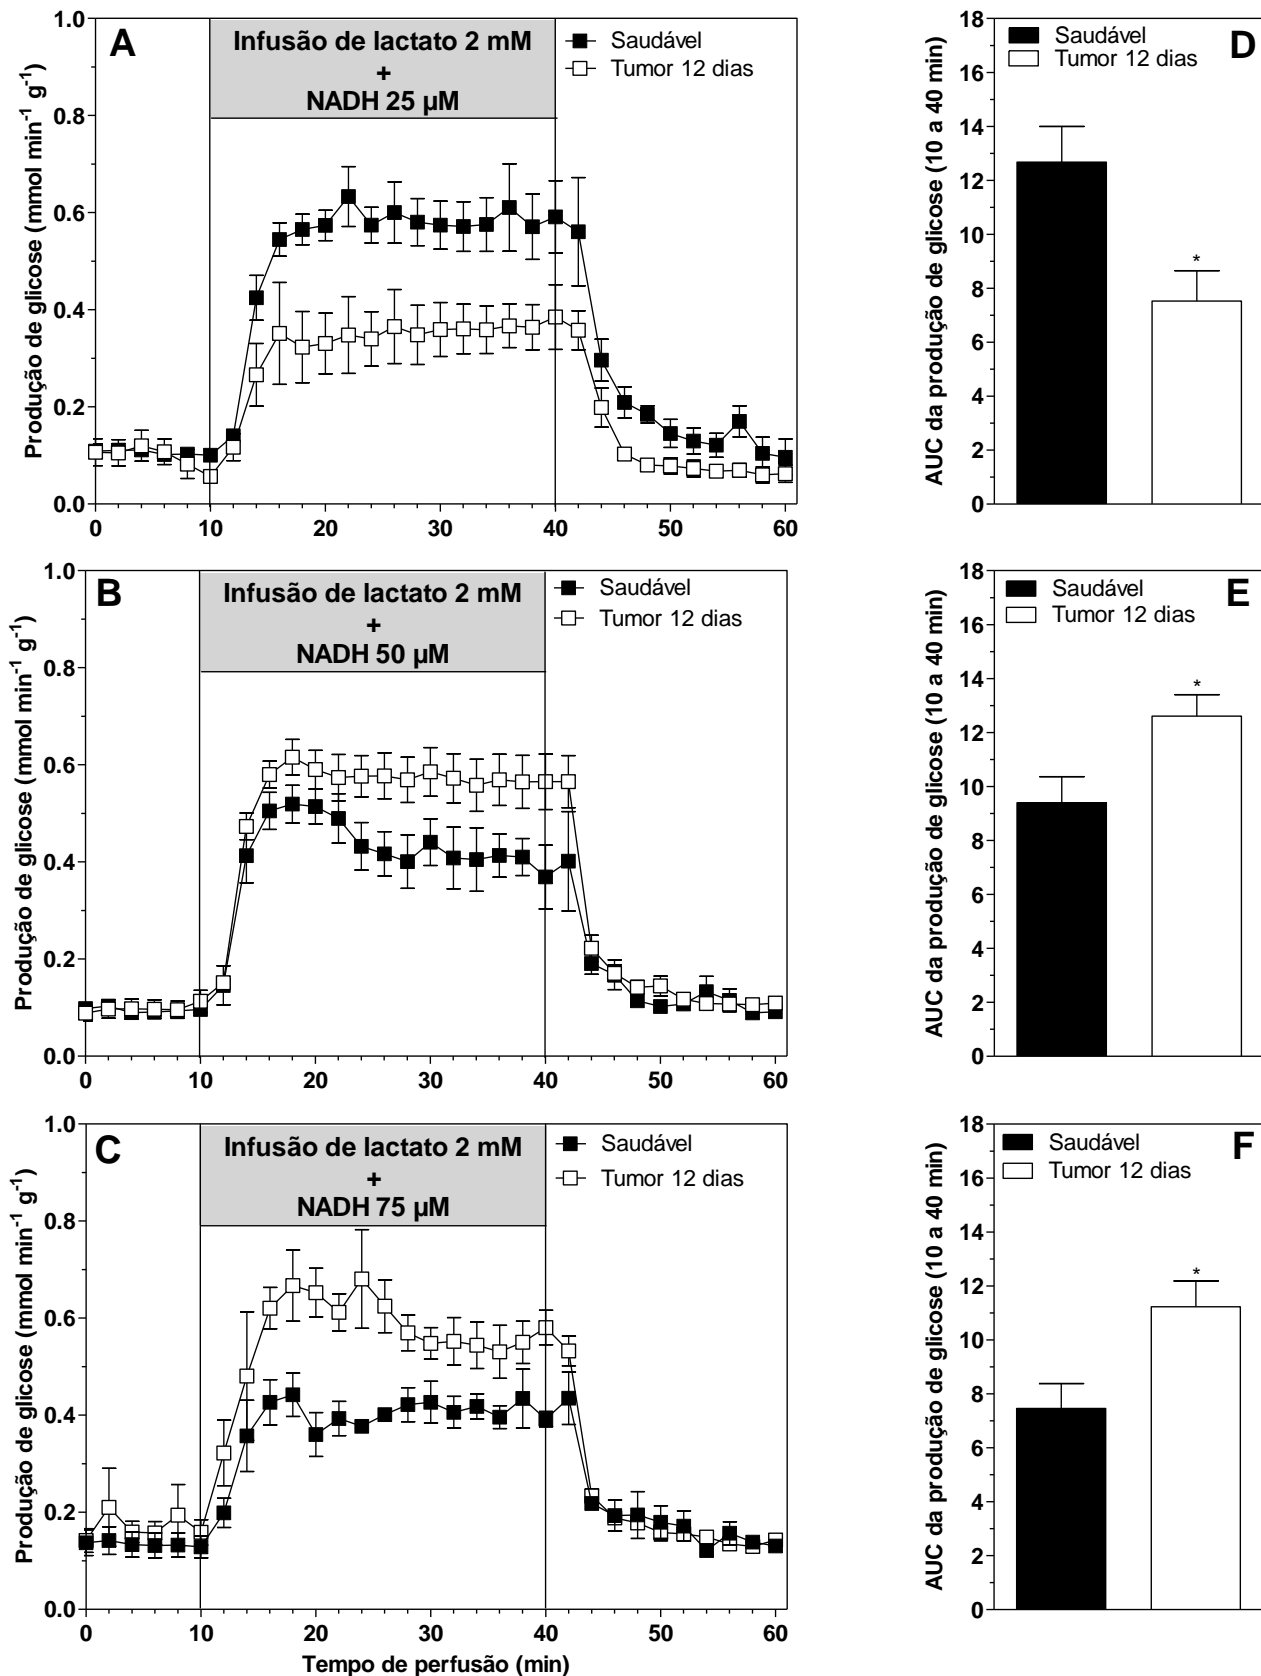 A
Infusão de lactato 2 mM
+
NADH 25 µM
Saudável
Tumor 12 dias
Produção de glicose (mmol min⁻¹ g⁻¹)
1.0
0.8
0.6
0.4
0.2
0.0
0 10 20 30 40 50 60
D
Saudável
Tumor 12 dias
AUC da produção de glicose (10 a 40 min)
18
16
14
12
10
8
6
4
2
0
*
B
Infusão de lactato 2 mM
+
NADH 50 µM
Saudável
Tumor 12 dias
Produção de glicose (mmol min⁻¹ g⁻¹)
1.0
0.8
0.6
0.4
0.2
0.0
0 10 20 30 40 50 60
E
Saudável
Tumor 12 dias
AUC da produção de glicose (10 a 40 min)
18
16
14
12
10
8
6
4
2
0
*
C
Infusão de lactato 2 mM
+
NADH 75 µM
Saudável
Tumor 12 dias
Produção de glicose (mmol min⁻¹ g⁻¹)
1.0
0.8
0.6
0.4
0.2
0.0
0 10 20 30 40 50 60
Tempo de perfusão (min)
F
Saudável
Tumor 12 dias
AUC da produção de glicose (10 a 40 min)
18
16
14
12
10
8
6
4
2
0
*